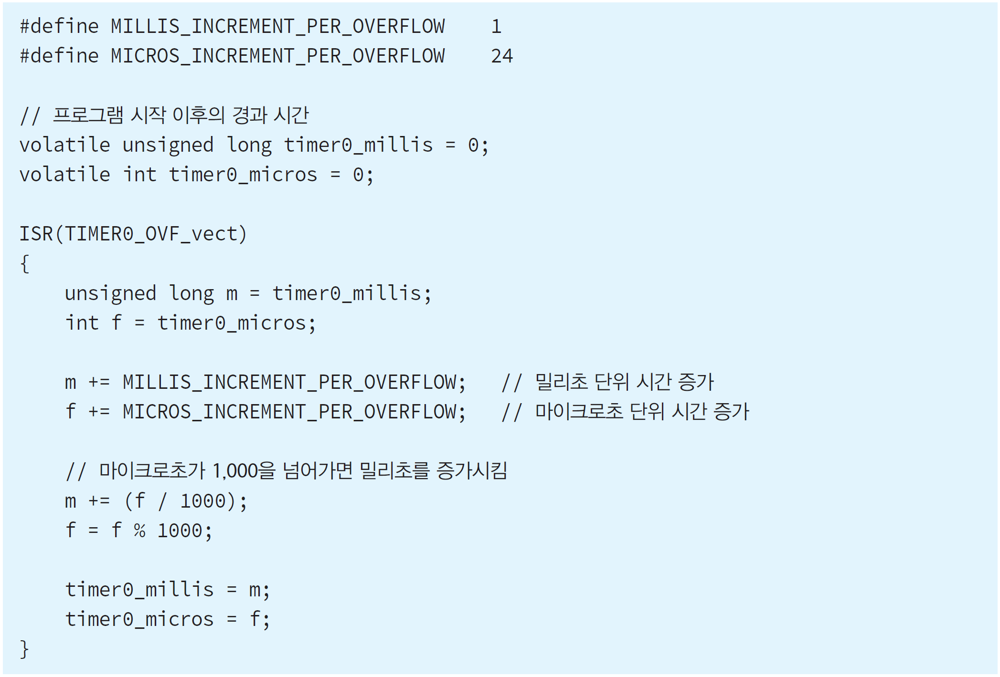 #define MILLIS_INCREMENT_PER_OVERFLOW    1
#define MICROS_INCREMENT_PER_OVERFLOW    24

// 프로그램 시작 이후의 경과 시간
volatile unsigned long timer0_millis = 0;
volatile int timer0_micros = 0;

ISR(TIMER0_OVF_vect)
{
    unsigned long m = timer0_millis;
    int f = timer0_micros;

    m += MILLIS_INCREMENT_PER_OVERFLOW;   // 밀리초 단위 시간 증가
    f += MICROS_INCREMENT_PER_OVERFLOW;   // 마이크로초 단위 시간 증가

    // 마이크로초가 1,000을 넘어가면 밀리초를 증가시킴
    m += (f / 1000);
    f = f % 1000;

    timer0_millis = m;
    timer0_micros = f;
}